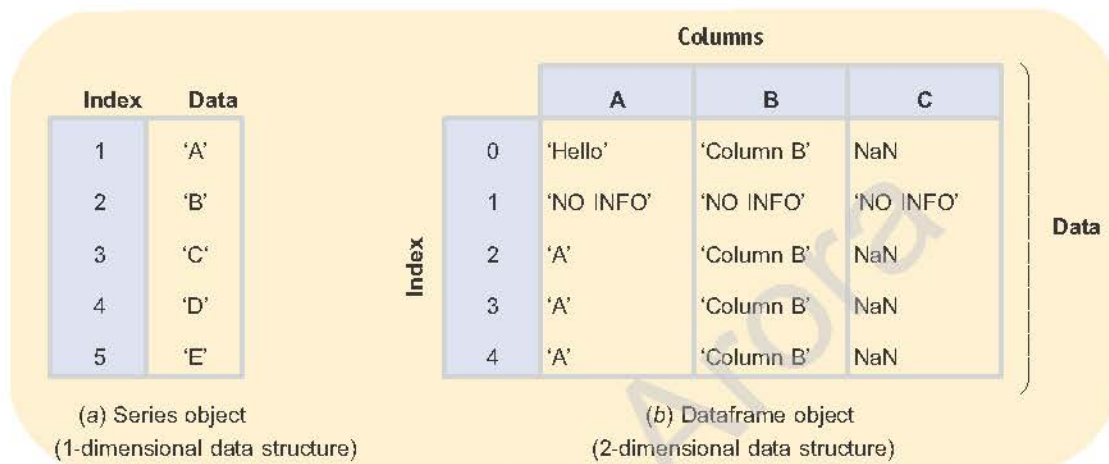 Index Data
1 ‘A’
2 ‘B’
3 ‘C‘
4 ‘D’
5 ‘E’
(a) Series object
(1-dimensional data structure)
Columns
A B C
0 ‘Hello’ ‘Column B’ NaN
1 ‘NO INFO’ ‘NO INFO’ ‘NO INFO’
2 ‘A’ ‘Column B’ NaN
3 ‘A’ ‘Column B’ NaN
4 ‘A’ ‘Column B’ NaN
Index
Data
(b) Dataframe object
(2-dimensional data structure)
Arora